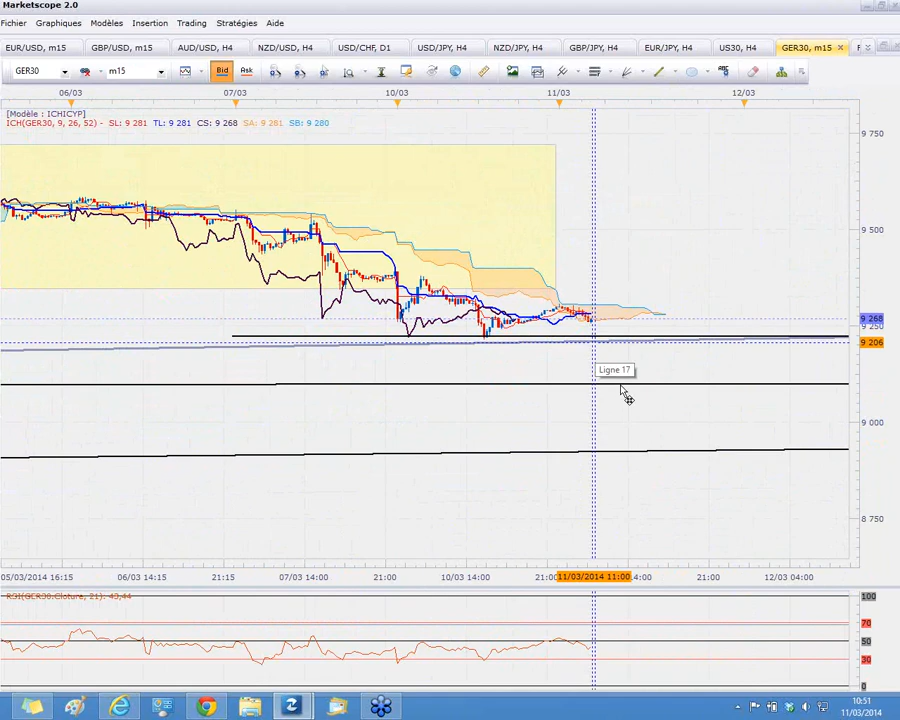 Marketscope 2.0
Fichier Graphiques Modèles Insertion Trading Stratégies Aide
EUR/USD, m15 GBP/USD, m15 AUD/USD, H4 NZD/USD, H4 USD/CHF, D1 USD/JPY, H4 NZD/JPY, H4 GBP/JPY, H4 EUR/JPY, H4 US30, H4 GER30, m15 F
GER30 m15 Bid Ask ABC
06/03 07/03 10/03 11/03 12/03
[Modèle : ICHICYP]
ICH(GER30, 9, 26, 52) - SL: 9 281 TL: 9 281 CS: 9 268 SA: 9 281 SB: 9 280
9 750
9 500
9 268
9 250
9 206
Ligne 17
9 000
8 750
05/03/2014 16:15 06/03 14:15 21:15 07/03 14:00 21:00 10/03 14:00 21:00 11/03/2014 11:00 4:00 21:00 12/03 04:00
RSI(GER30.Cloture, 21): 43,44
100
70
50
30
0
10:51
11/03/2014